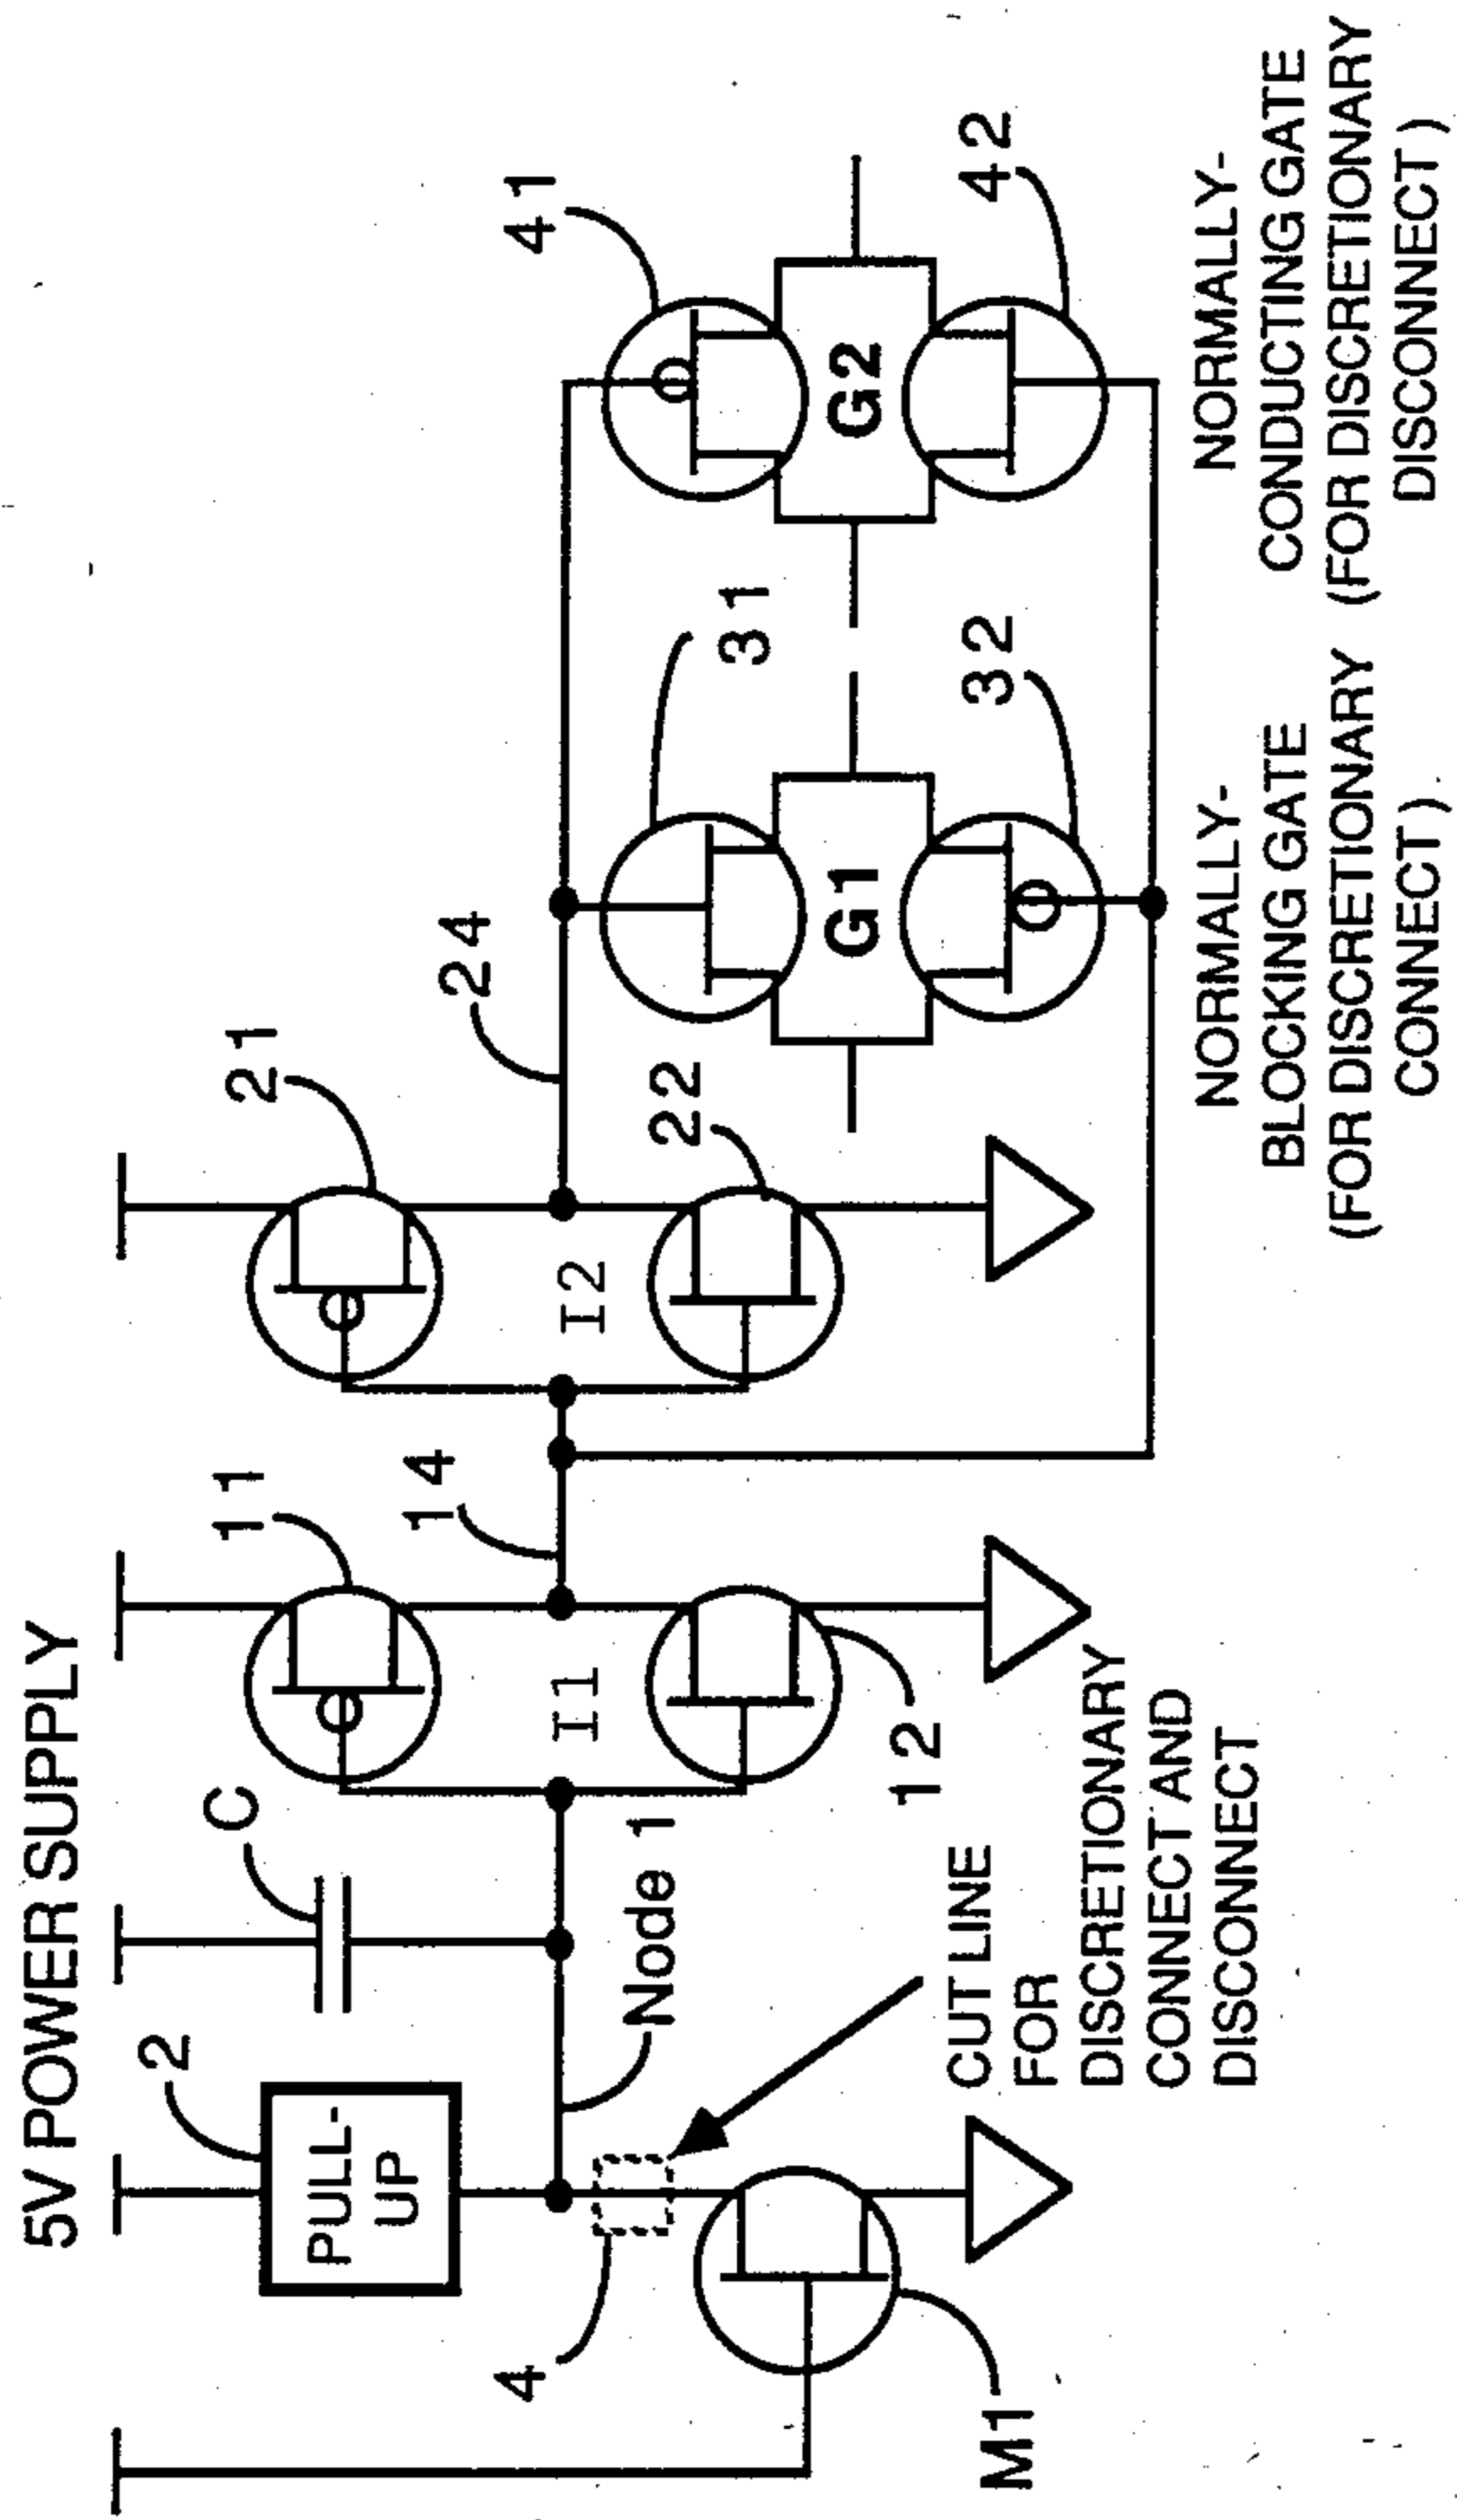 5V POWER SUPPLY
2
PULL-
UP
C
11
21
14
24
41
4
Node 1
I1
I2
22
31
G1
G2
M1
12
32
42
CUT LINE
FOR
DISCRETIONARY
CONNECT AND
DISCONNECT
NORMALLY-
BLOCKING GATE
(FOR DISCRETIONARY
CONNECT)
NORMALLY-
CONDUCTING GATE
(FOR DISCRETIONARY
DISCONNECT)